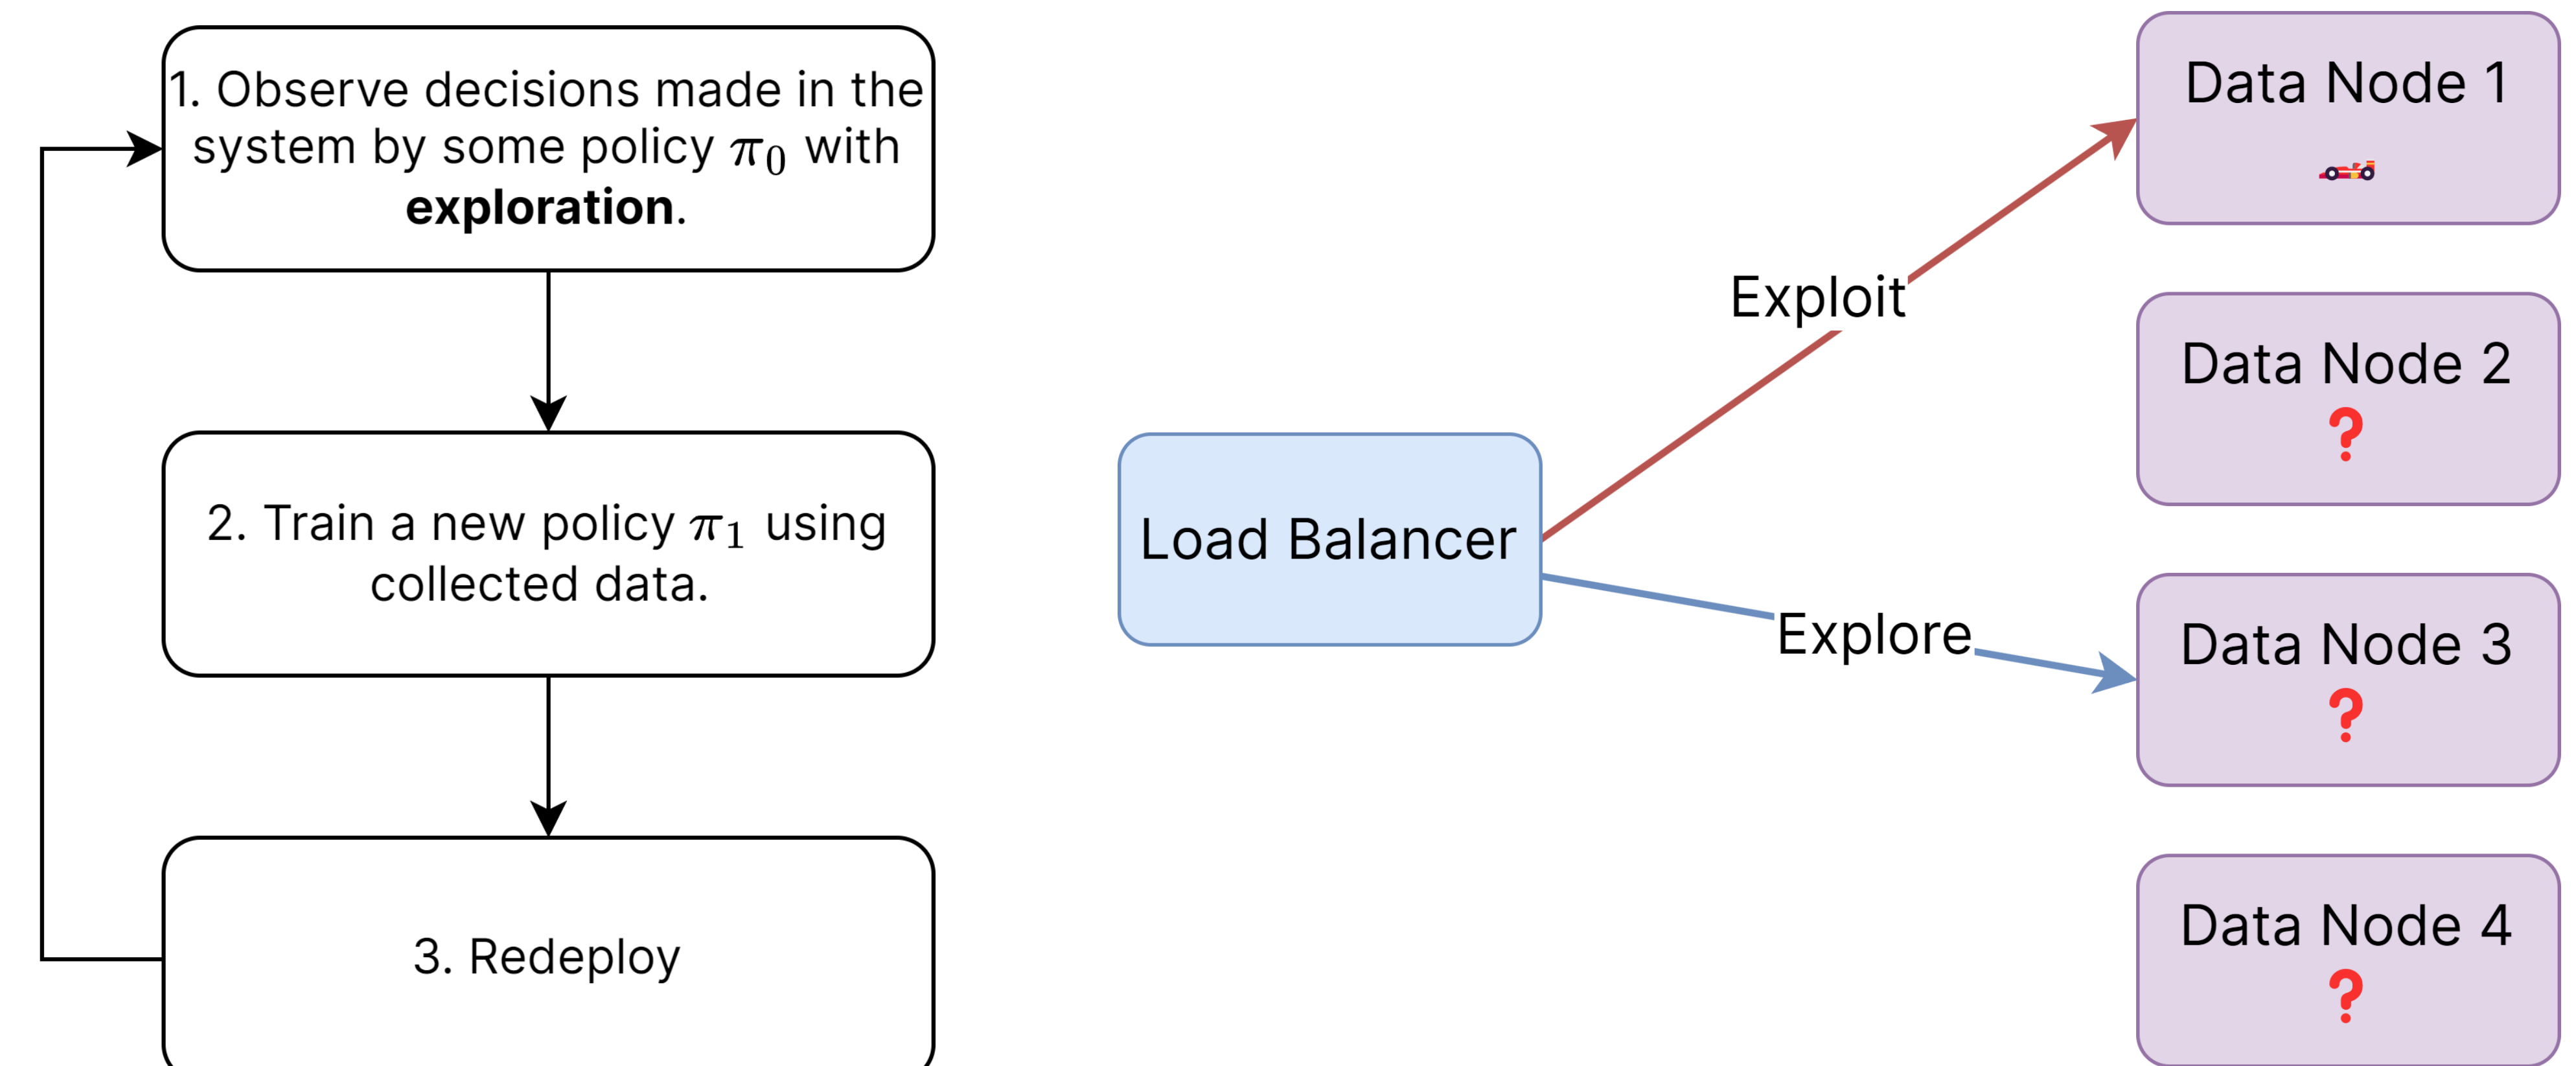 1. Observe decisions made in the
system by some policy π₀ with
exploration.
2. Train a new policy π₁ using
collected data.
3. Redeploy
Load Balancer
Exploit
Explore
Data Node 1
Data Node 2
❓
Data Node 3
❓
Data Node 4
❓